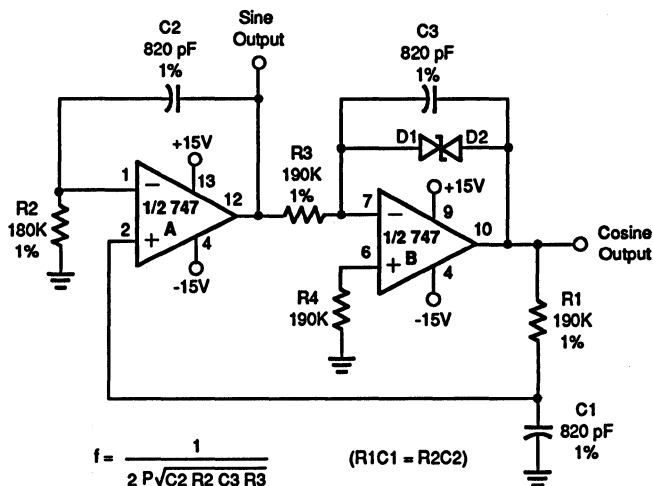 C2
820 pF
1%
Sine
Output
C3
820 pF
1%
D1
D2
+15V
13
1
12
R3
190K
1%
+15V
9
7
10
R2
180K
1%
2
−
1/2 747
A
+
4
-15V
−
1/2 747
B
+
6
4
-15V
R4
190K
Cosine
Output
R1
190K
1%
C1
820 pF
1%
f = 1 / 2 P√C2 R2 C3 R3
(R1C1 = R2C2)